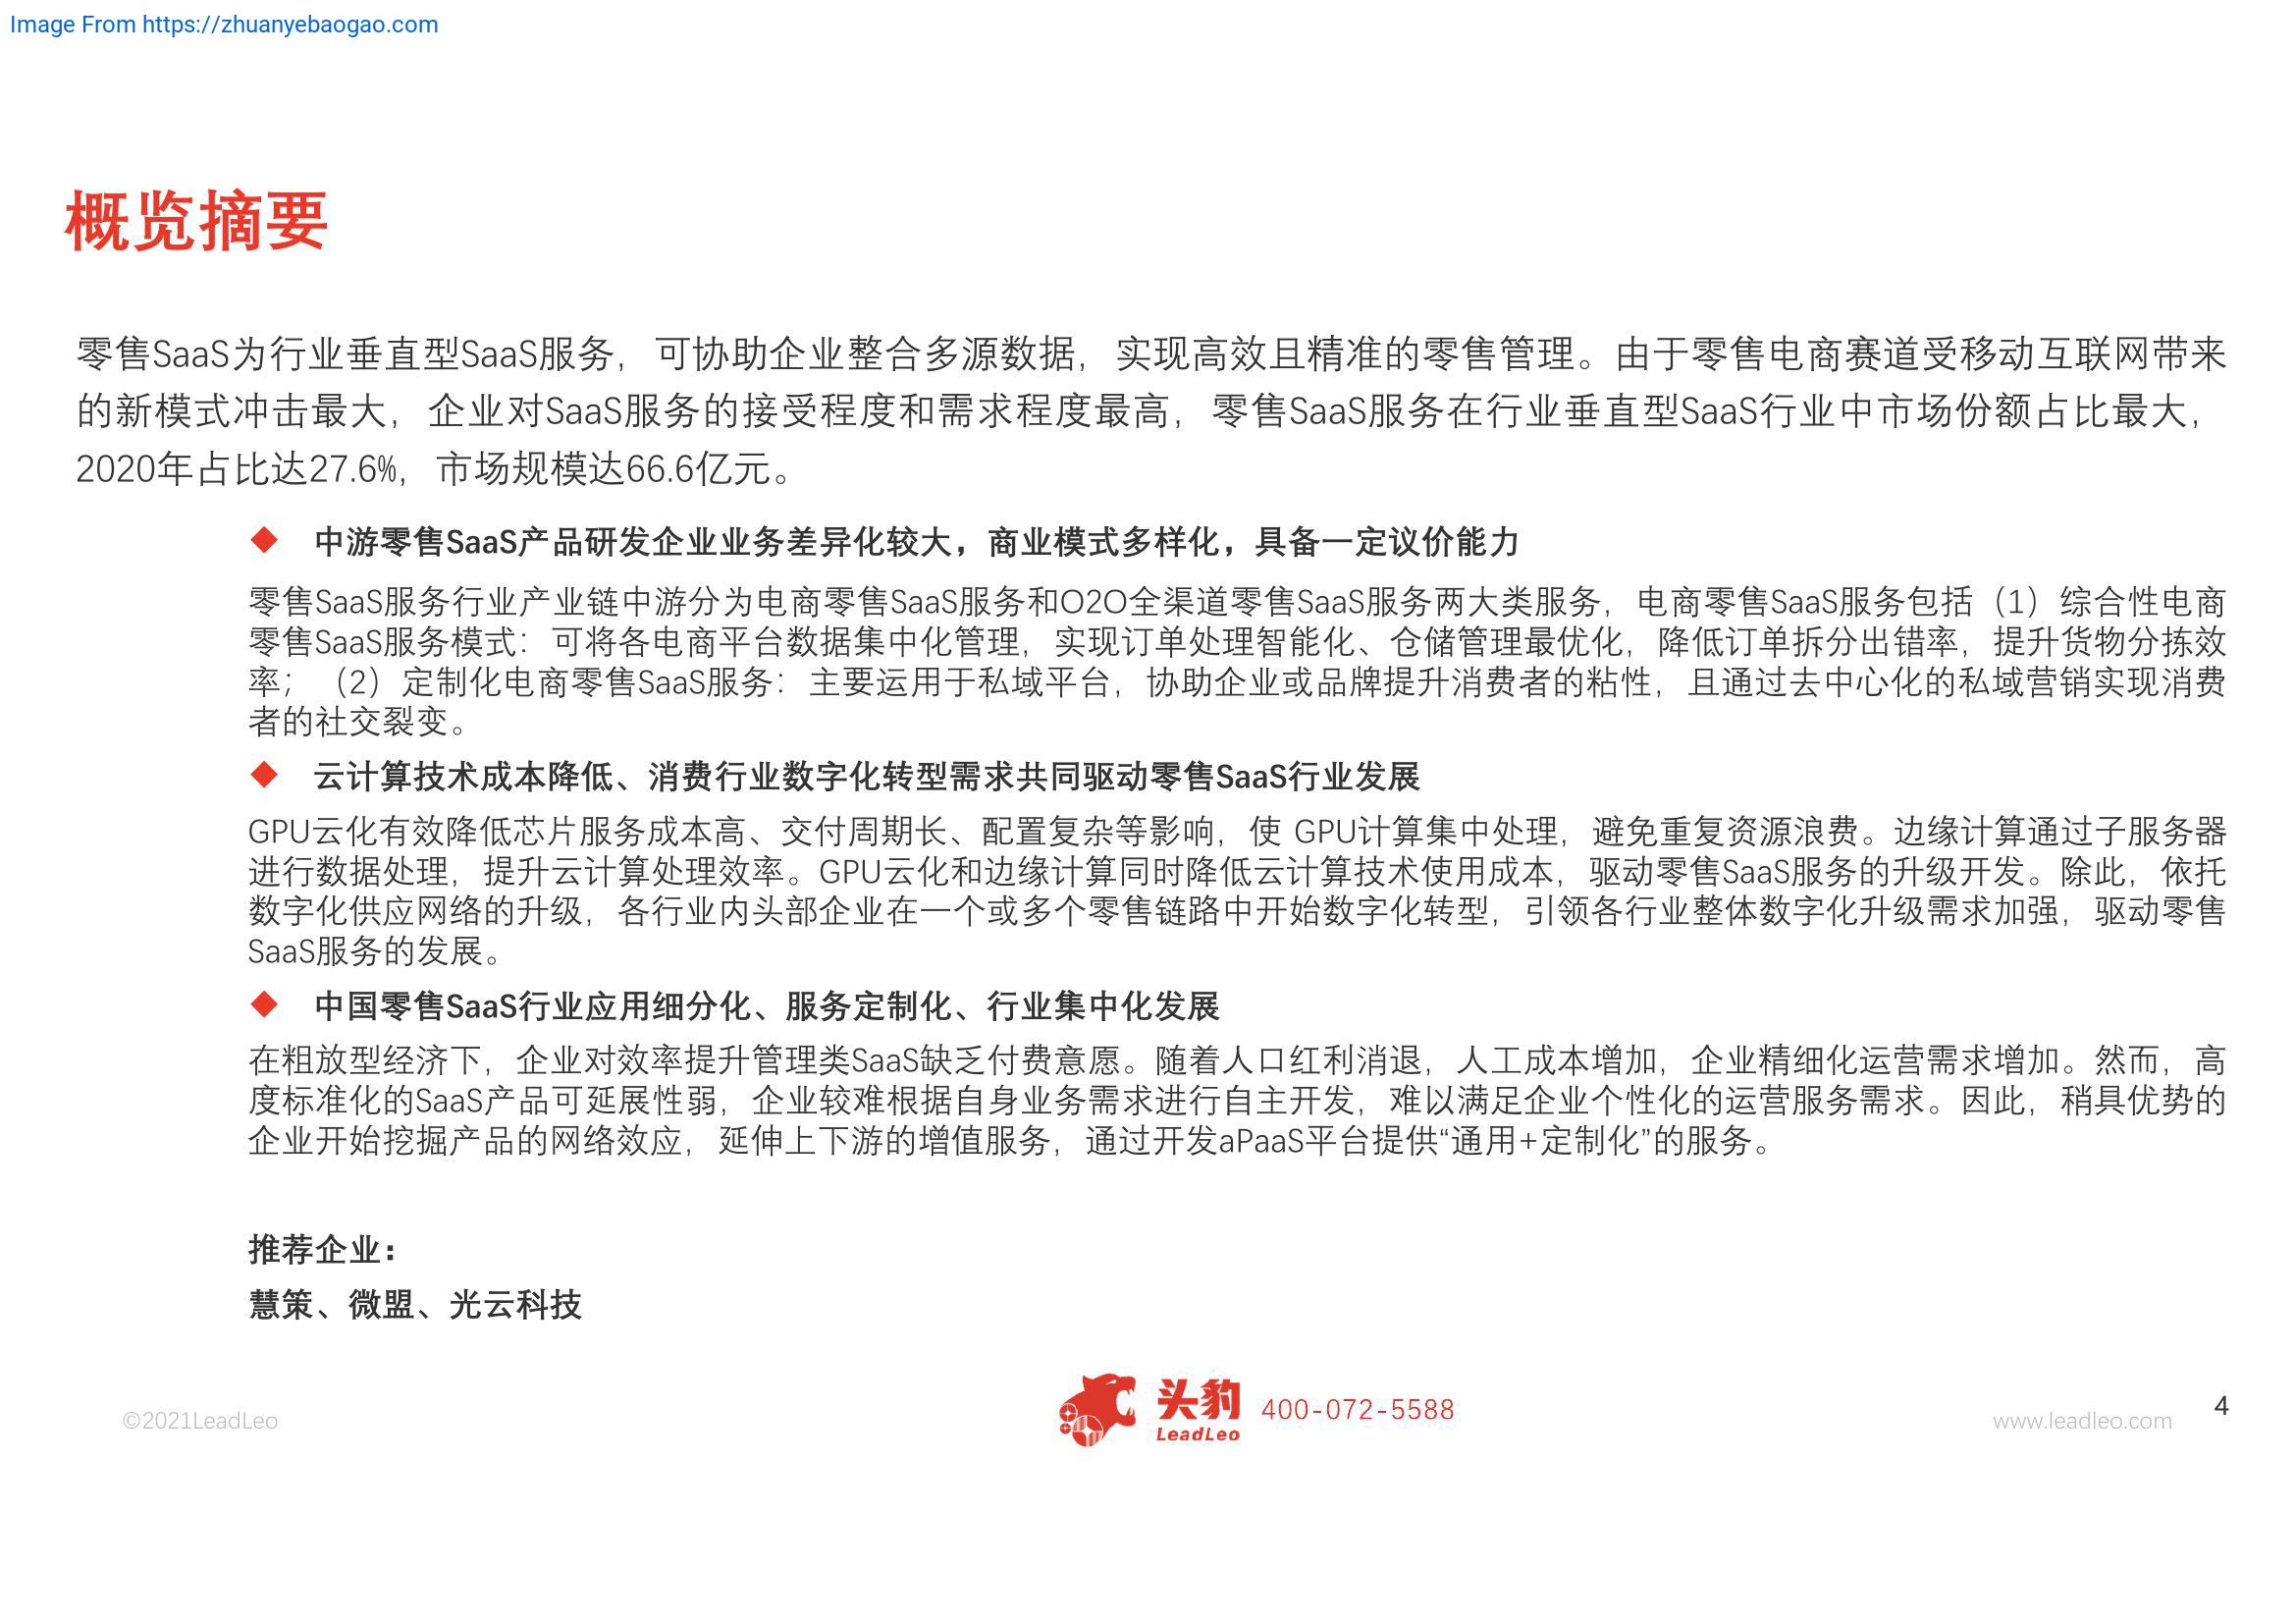 Image From https://zhuanyebaogao.com
概览摘要
零售SaaS为行业垂直型SaaS服务，可协助企业整合多源数据，实现高效且精准的零售管理。由于零售电商赛道受移动互联网带来
的新模式冲击最大，企业对SaaS服务的接受程度和需求程度最高，零售SaaS服务在行业垂直型SaaS行业中市场份额占比最大，
2020年占比达27.6%，市场规模达66.6亿元。
◆ 中游零售SaaS产品研发企业业务差异化较大，商业模式多样化，具备一定议价能力
零售SaaS服务行业产业链中游分为电商零售SaaS服务和O2O全渠道零售SaaS服务两大类服务，电商零售SaaS服务包括（1）综合性电商
零售SaaS服务模式：可将各电商平台数据集中化管理，实现订单处理智能化、仓储管理最优化，降低订单拆分出错率，提升货物分拣效
率；（2）定制化电商零售SaaS服务：主要运用于私域平台，协助企业或品牌提升消费者的粘性，且通过去中心化的私域营销实现消费
者的社交裂变。
◆ 云计算技术成本降低、消费行业数字化转型需求共同驱动零售SaaS行业发展
GPU云化有效降低芯片服务成本高、交付周期长、配置复杂等影响，使 GPU计算集中处理，避免重复资源浪费。边缘计算通过子服务器
进行数据处理，提升云计算处理效率。GPU云化和边缘计算同时降低云计算技术使用成本，驱动零售SaaS服务的升级开发。除此，依托
数字化供应网络的升级，各行业内头部企业在一个或多个零售链路中开始数字化转型，引领各行业整体数字化升级需求加强，驱动零售
SaaS服务的发展。
◆ 中国零售SaaS行业应用细分化、服务定制化、行业集中化发展
在粗放型经济下，企业对效率提升管理类SaaS缺乏付费意愿。随着人口红利消退，人工成本增加，企业精细化运营需求增加。然而，高
度标准化的SaaS产品可延展性弱，企业较难根据自身业务需求进行自主开发，难以满足企业个性化的运营服务需求。因此，稍具优势的
企业开始挖掘产品的网络效应，延伸上下游的增值服务，通过开发aPaaS平台提供“通用+定制化”的服务。
推荐企业：
慧策、微盟、光云科技
©2021LeadLeo
头豹
LeadLeo
400-072-5588
www.leadleo.com
4